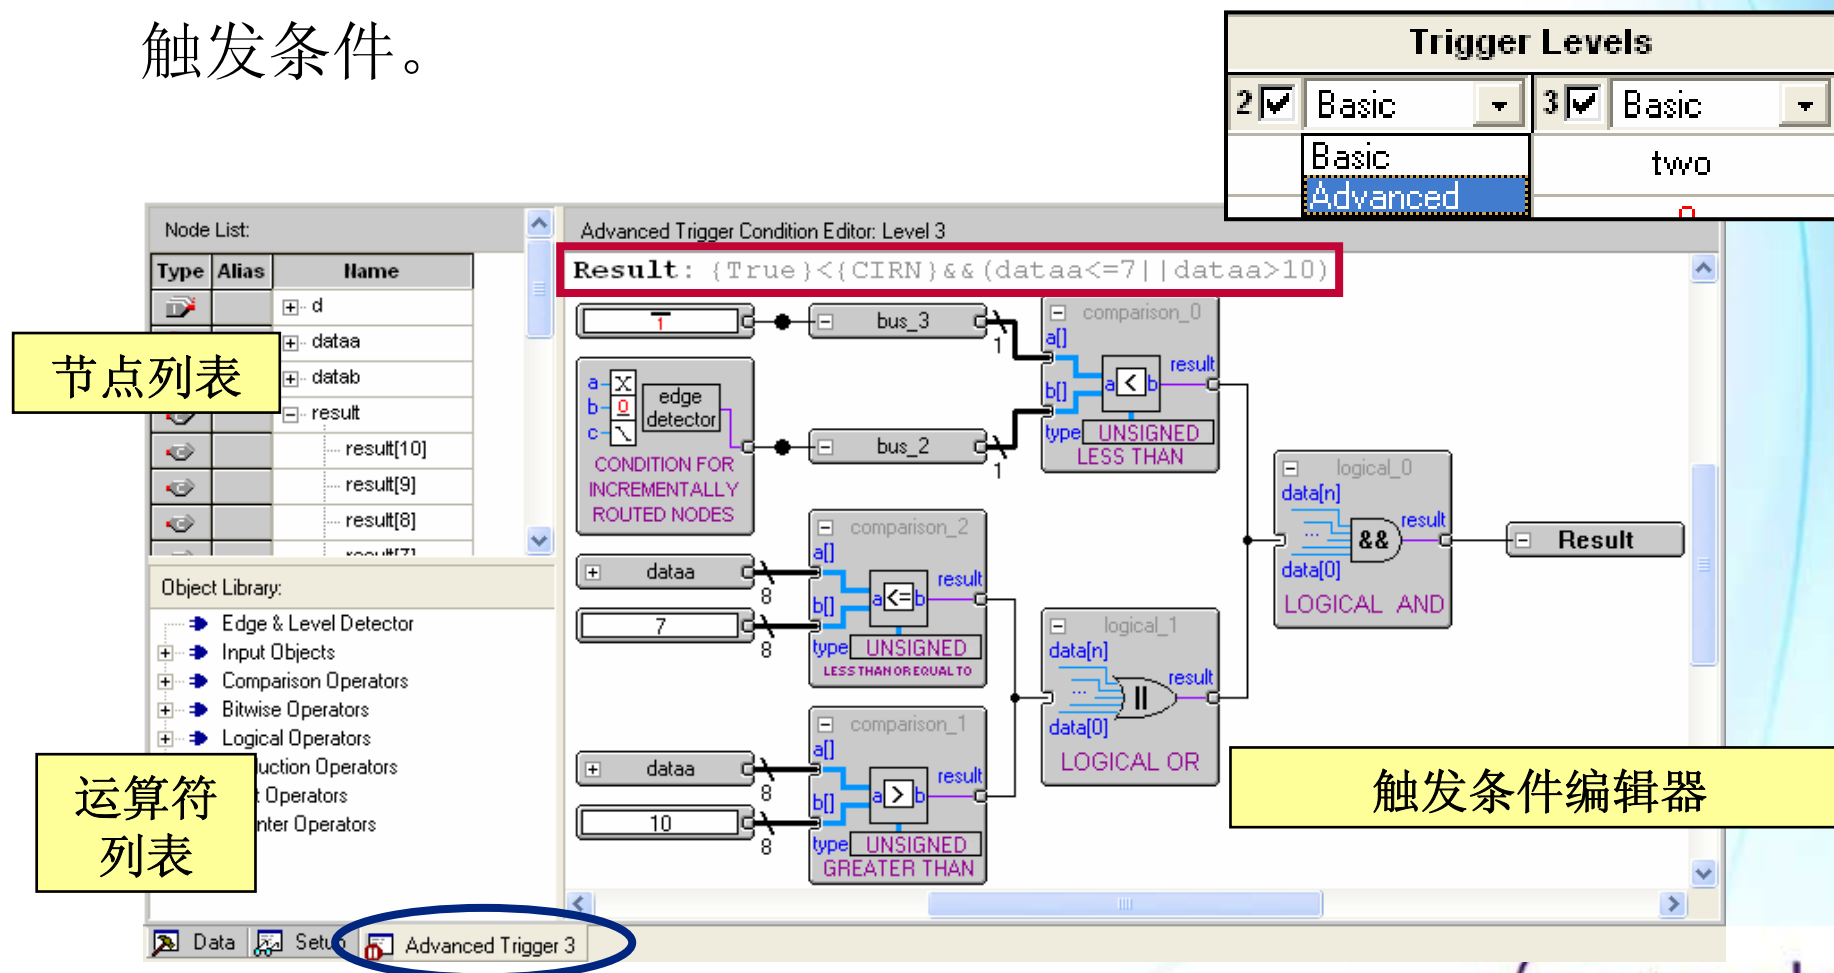 触发条件。
Trigger Levels
2 Basic 3 Basic
Basic two
Advanced
Node List:
Type Alias Name
d
dataa
datab
result
result[10]
result[9]
result[8]
result[7]
节点列表
Object Library:
Edge & Level Detector
Input Objects
Comparison Operators
Bitwise Operators
Logical Operators
uction Operators
t Operators
nter Operators
运算符
列表
Advanced Trigger Condition Editor: Level 3
Result: {True}<{CIRN}&&(dataa<=7||dataa>10)
1
bus_3
1
a
X
b
0
c
edge
detector
CONDITION FOR
INCREMENTALLY
ROUTED NODES
bus_2
1
comparison_0
a[]
result
b[]
a < b
type UNSIGNED
LESS THAN
dataa
8
7
8
comparison_2
a[]
result
b[]
a <= b
type UNSIGNED
LESS THAN OR EQUAL TO
dataa
8
10
8
comparison_1
a[]
result
b[]
a > b
type UNSIGNED
GREATER THAN
logical_1
data[n]
result
...
||
data[0]
LOGICAL OR
logical_0
data[n]
result
...
&&
data[0]
LOGICAL AND
Result
触发条件编辑器
Data Setup Advanced Trigger 3